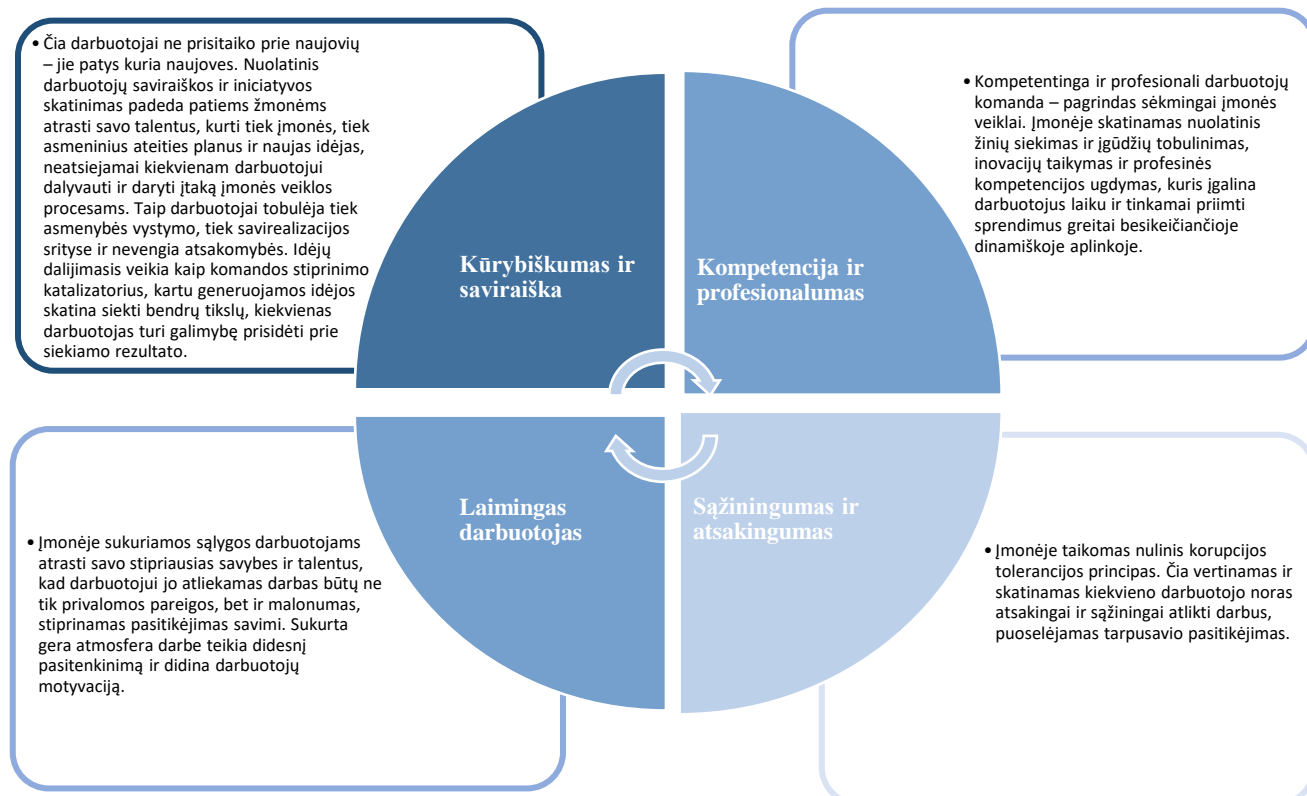 • Čia darbuotojai ne prisitaiko prie naujovių
– jie patys kuria naujoves. Nuolatinis
darbuotojų saviraiškos ir iniciatyvos
skatinimas padeda patiems žmonėms
atrasti savo talentus, kurti tiek įmonės, tiek
asmeninius ateities planus ir naujas idėjas,
neatsiejamai kiekvienam darbuotojui
dalyvauti ir daryti įtaką įmonės veiklos
procesams. Taip darbuotojai tobulėja tiek
asmenybės vystymo, tiek savirealizacijos
srityse ir nevengia atsakomybės. Idėjų
dalijimasis veikia kaip komandos stiprinimo
katalizatorius, kartu generuojamos idėjos
skatina siekti bendrų tikslų, kiekvienas
darbuotojas turi galimybę prisidėti prie
siekiamo rezultato.
Kūrybiškumas ir
saviraiška
Kompetencija ir
profesionalumas
• Kompetentinga ir profesionali darbuotojų
komanda – pagrindas sėkmingai įmonės
veiklai. Įmonėje skatinamas nuolatinis
žinių siekimas ir įgūdžių tobulinimas,
inovacijų taikymas ir profesinės
kompetencijos ugdymas, kuris įgalina
darbuotojus laiku ir tinkamai priimti
sprendimus greitai besikeičiančioje
dinamiškoje aplinkoje.
• Įmonėje sukuriamos sąlygos darbuotojams
atrasti savo stipriausias savybes ir talentus,
kad darbuotojui jo atliekamas darbas būtų ne
tik privalomos pareigos, bet ir malonumas,
stiprinamas pasitikėjimas savimi. Sukurta
gera atmosfera darbe teikia didesnį
pasitenkinimą ir didina darbuotojų
motyvaciją.
Laimingas
darbuotojas
Sąžiningumas ir
atsakingumas
• Įmonėje taikomas nulinis korupcijos
tolerancijos principas. Čia vertinamas ir
skatinamas kiekvieno darbuotojo noras
atsakingai ir sąžiningai atlikti darbus,
puoselėjamas tarpusavio pasitikėjimas.